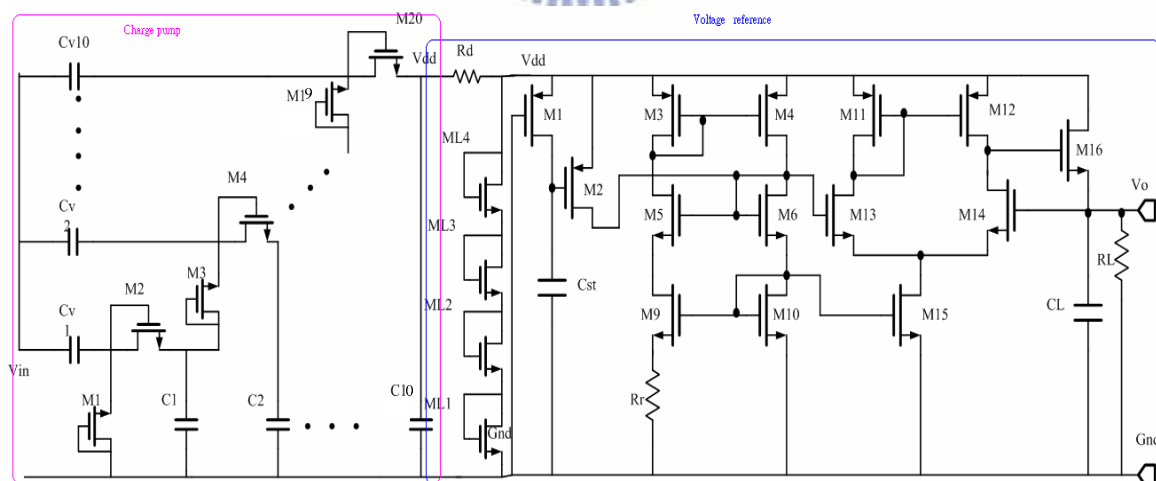 Charge pump
Voltage reference
M20
Cv10
Vdd
Rd
Vdd
M19
M1
M3
M4
M11
M12
ML4
M16
M4
M2
Vo
Cv
2
M5
M6
M13
M14
ML3
M3
RL
M2
Cst
ML2
Cv
1
M9
M10
M15
CL
Vin
C10
M1
C1
C2
ML1
Rr
Gnd
Gnd